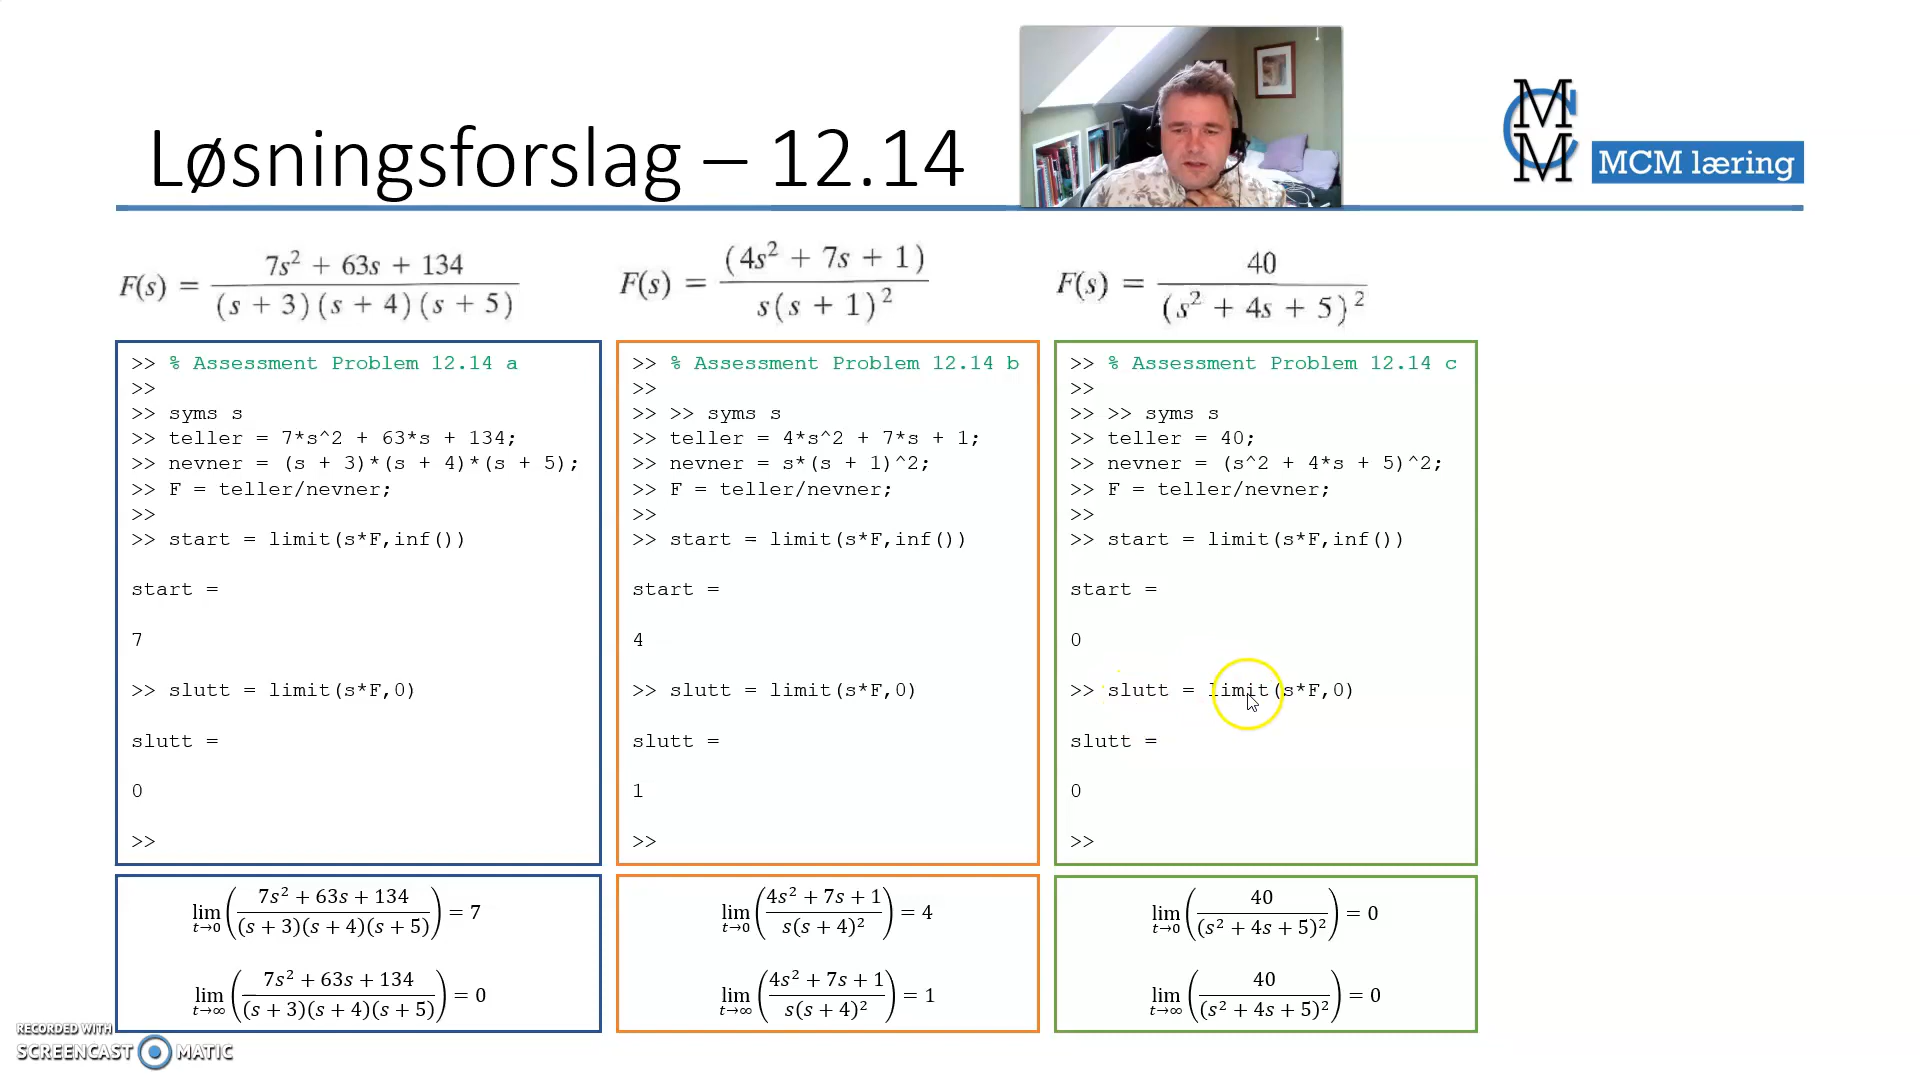 Løsningsforslag – 12.14
MCM
MCM læring
F(s) = (7s² + 63s + 134) / ((s + 3)(s + 4)(s + 5))
F(s) = (4s² + 7s + 1) / (s(s + 1)²)
F(s) = 40 / (s² + 4s + 5)²
>> % Assessment Problem 12.14 a
>>
>> syms s
>> teller = 7*s^2 + 63*s + 134;
>> nevner = (s + 3)*(s + 4)*(s + 5);
>> F = teller/nevner;
>>
>> start = limit(s*F,inf())
start =
7
>> slutt = limit(s*F,0)
slutt =
0
>>
>> % Assessment Problem 12.14 b
>>
>> >> syms s
>> teller = 4*s^2 + 7*s + 1;
>> nevner = s*(s + 1)^2;
>> F = teller/nevner;
>>
>> start = limit(s*F,inf())
start =
4
>> slutt = limit(s*F,0)
slutt =
1
>>
>> % Assessment Problem 12.14 c
>>
>> >> syms s
>> teller = 40;
>> nevner = (s^2 + 4*s + 5)^2;
>> F = teller/nevner;
>>
>> start = limit(s*F,inf())
start =
0
>> slutt = limit(s*F,0)
slutt =
0
>>
lim t→0 ((7s² + 63s + 134) / ((s + 3)(s + 4)(s + 5))) = 7
lim t→∞ ((7s² + 63s + 134) / ((s + 3)(s + 4)(s + 5))) = 0
lim t→0 ((4s² + 7s + 1) / (s(s + 4)²)) = 4
lim t→∞ ((4s² + 7s + 1) / (s(s + 4)²)) = 1
lim t→0 (40 / (s² + 4s + 5)²) = 0
lim t→∞ (40 / (s² + 4s + 5)²) = 0
RECORDED WITH
SCREENCAST MATIC